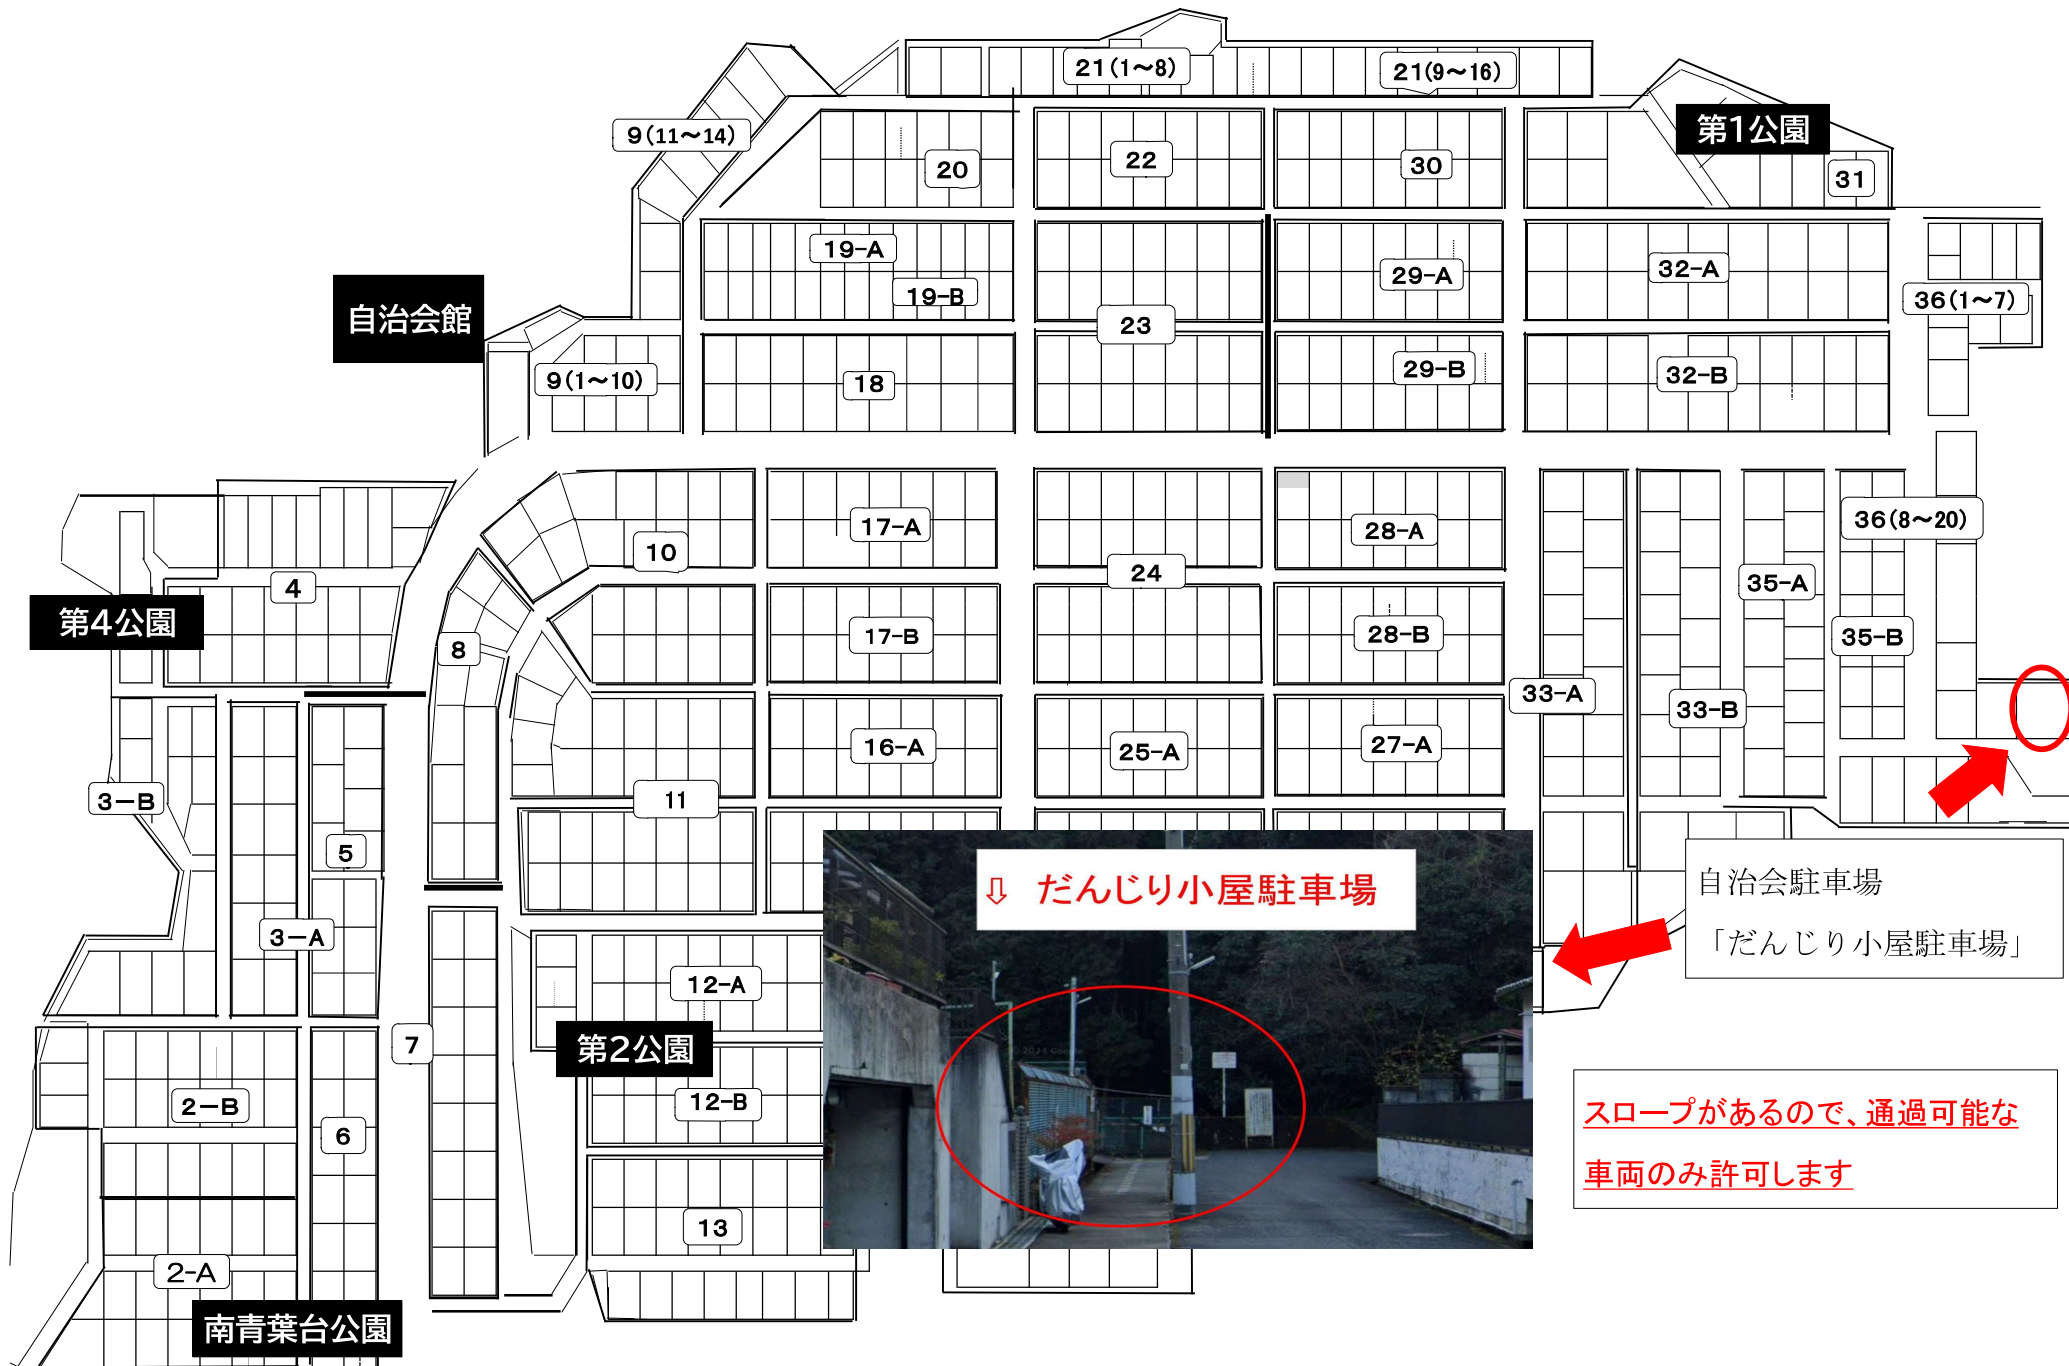 21(1～8)
21(9～16)
9(11～14)
第1公園
20
22
30
31
19-A
19-B
29-A
32-A
自治会館
36(1～7)
23
9(1～10)
18
29-B
32-B
17-A
28-A
36(8～20)
10
24
4
35-A
第4公園
8
17-B
28-B
35-B
33-A
33-B
16-A
25-A
27-A
3－B
11
5
⇩ だんじり小屋駐車場
自治会駐車場
「だんじり小屋駐車場」
3－A
12-A
7
第2公園
2－B
12-B
6
スロープがあるので、通過可能な
車両のみ許可します
13
2-A
南青葉台公園